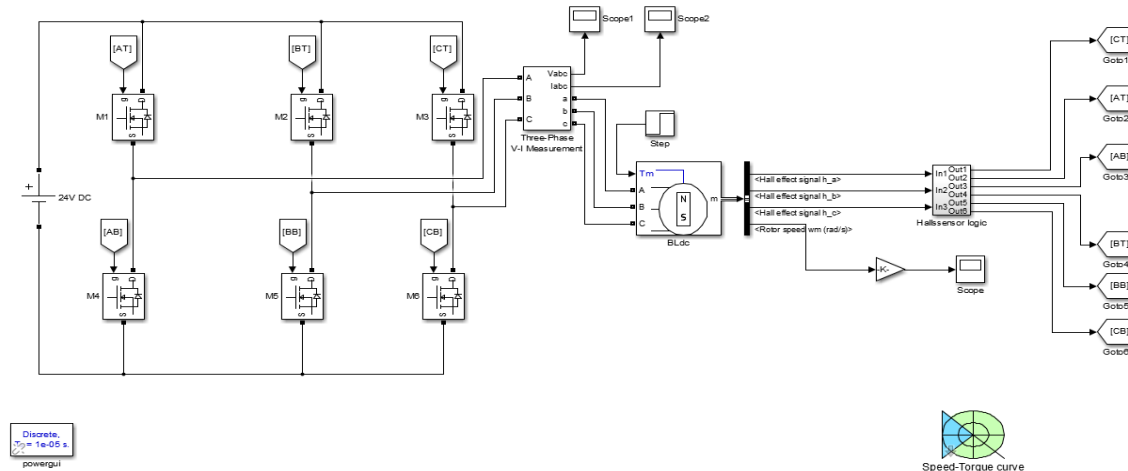 [AT]
[BT]
[CT]
g
D
S
M1
g
D
S
M2
g
D
S
M3
+
24V DC
[AB]
[BB]
[CB]
g
D
S
M4
g
D
S
M5
g
D
S
M6
A
B
C
Vabc
Iabc
a
b
c
Three-Phase
V-I Measurement
Scope1
Scope2
Step
Tm
A
B
C
N
S
m
BLdc
<Hall effect signal h_a>
<Hall effect signal h_b>
<Hall effect signal h_c>
<Rotor speed wm (rad/s)>
-K-
Scope
In1
In2
In3
Out1
Out2
Out3
Out4
Out5
Out6
Hallssensor logic
[CT]
Goto1
[AT]
Goto2
[AB]
Goto3
[BT]
Goto4
[BB]
Goto5
[CB]
Goto6
Discrete,
= 1e-05 s.
powergui
Speed-Torque curve